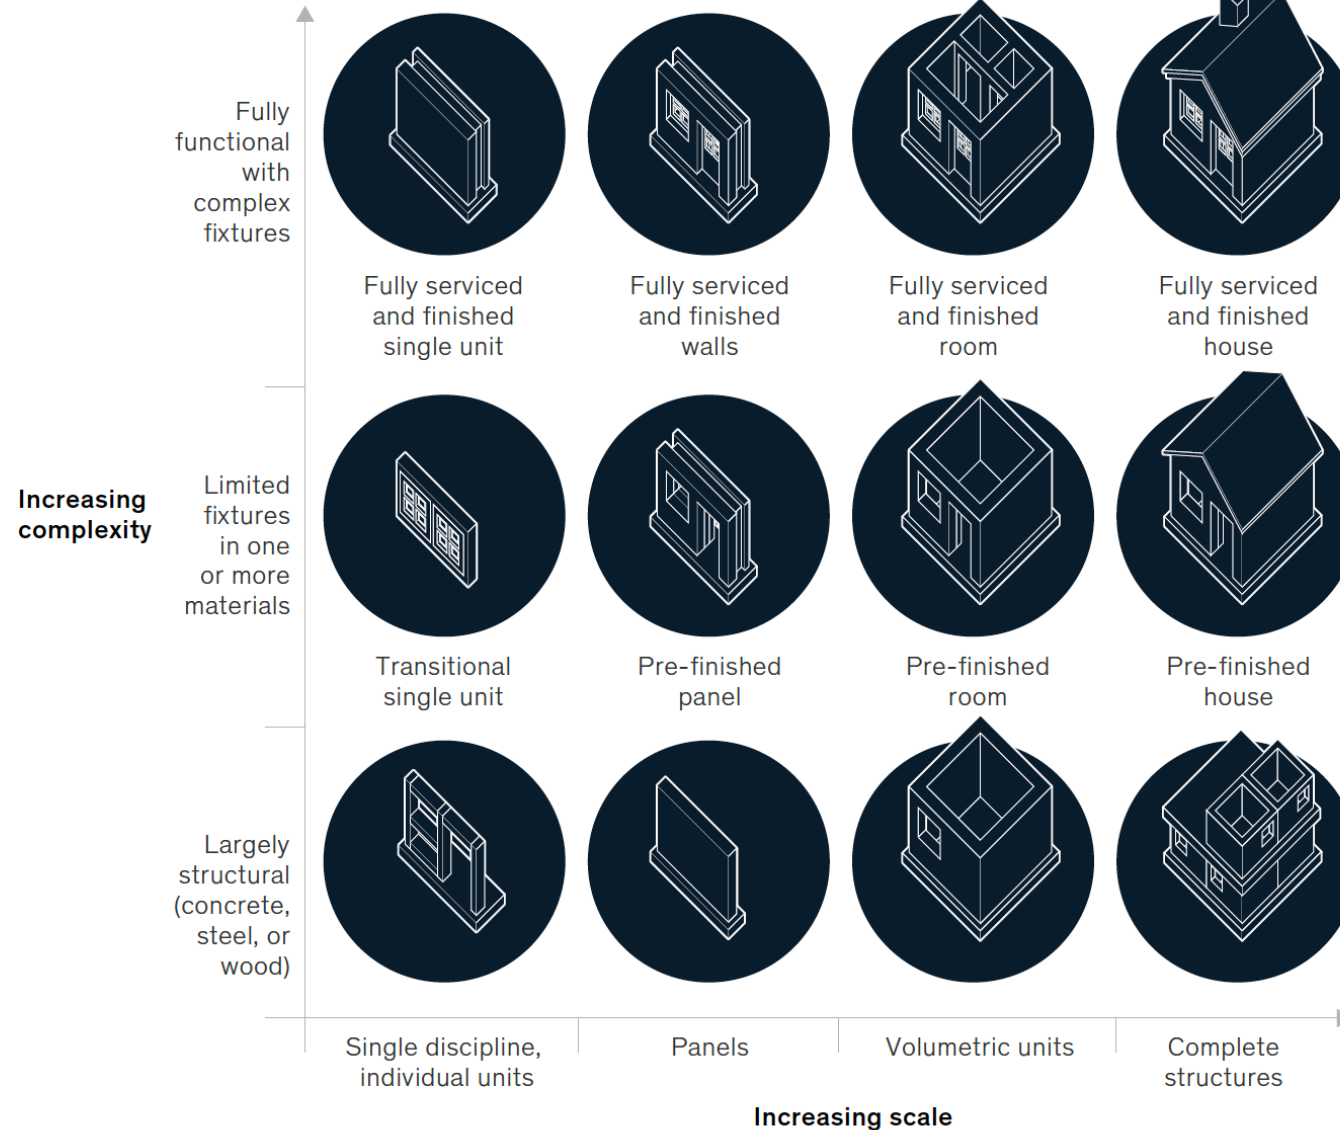 Fully
functional
with
complex
fixtures
Fully serviced
and finished
single unit
Fully serviced
and finished
walls
Fully serviced
and finished
room
Fully serviced
and finished
house
Increasing
complexity
Limited
fixtures
in one
or more
materials
Transitional
single unit
Pre-finished
panel
Pre-finished
room
Pre-finished
house
Largely
structural
(concrete,
steel, or
wood)
Single discipline,
individual units
Panels
Volumetric units
Complete
structures
Increasing scale